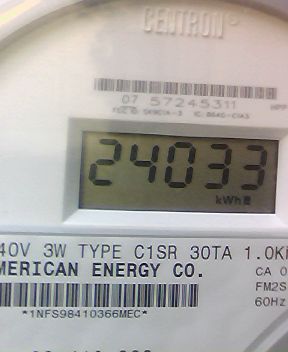 CENTRON®
07 57245311
24033
kWh
40V 3W TYPE C1SR 30TA 1.0K
MERICAN ENERGY CO.
CA 0
FM2S
60Hz
*1NFS98410366MEC*